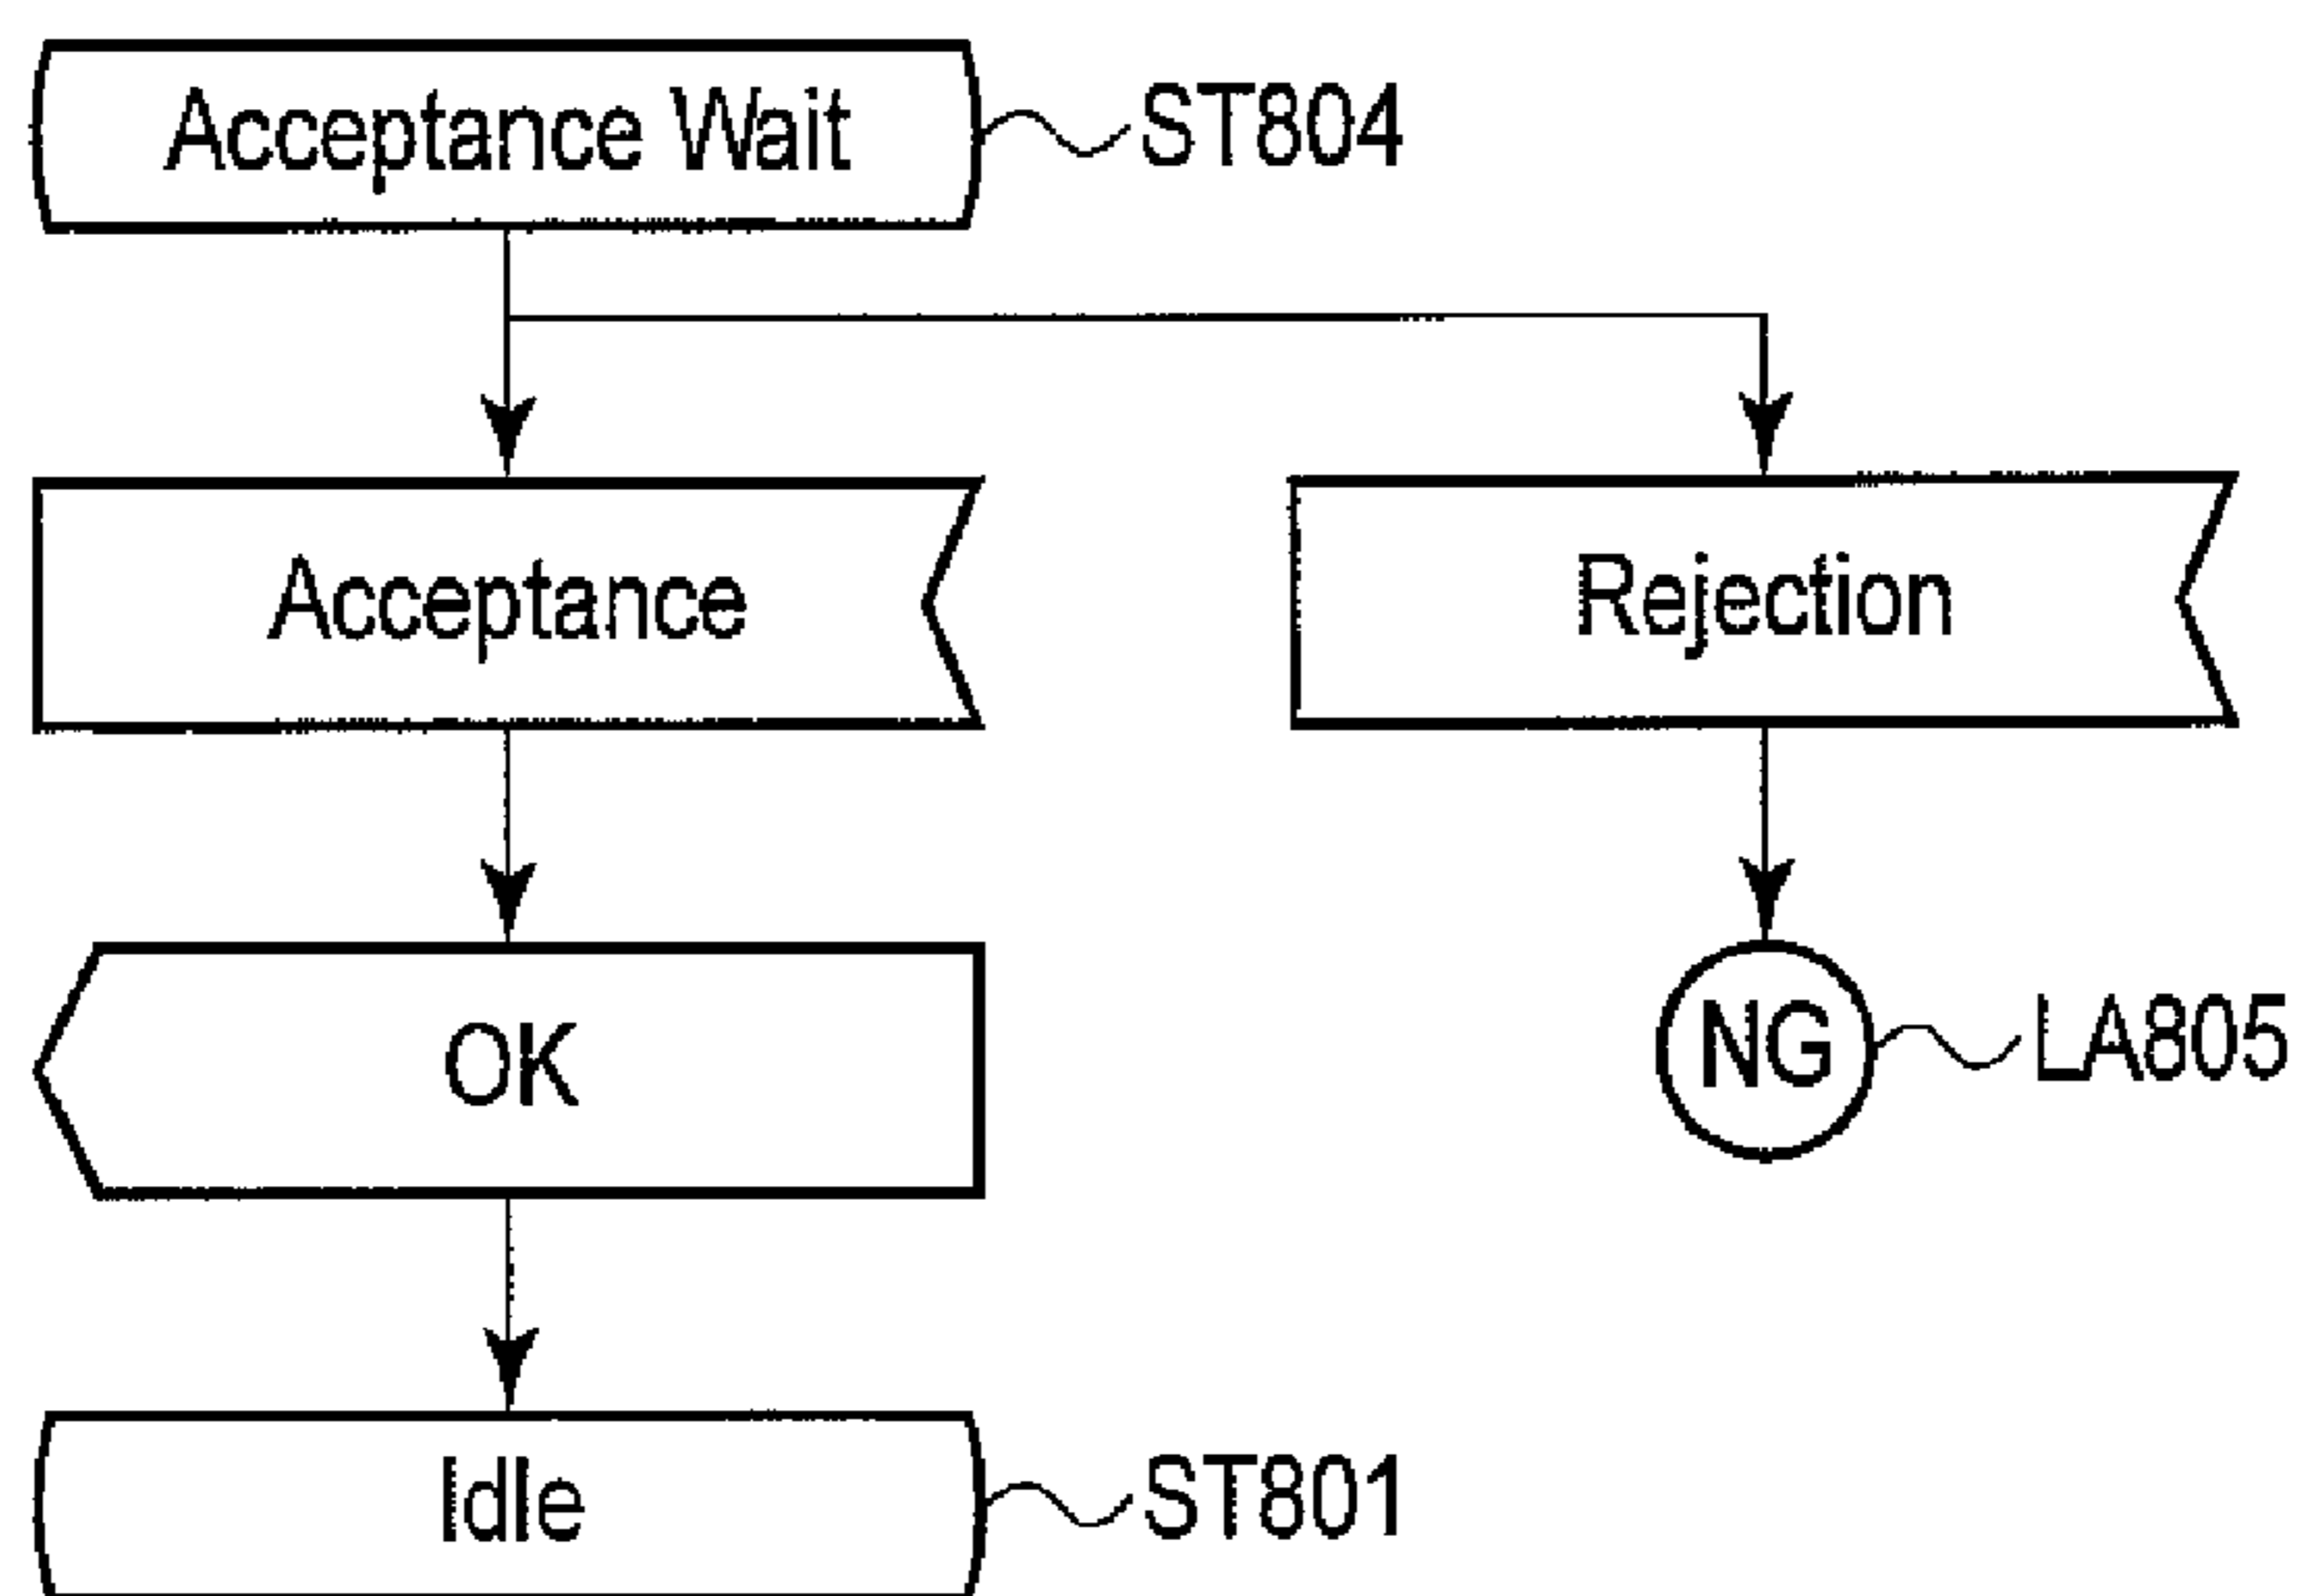 Acceptance Wait ST804
Acceptance
Rejection
OK
NG LA805
Idle ST801